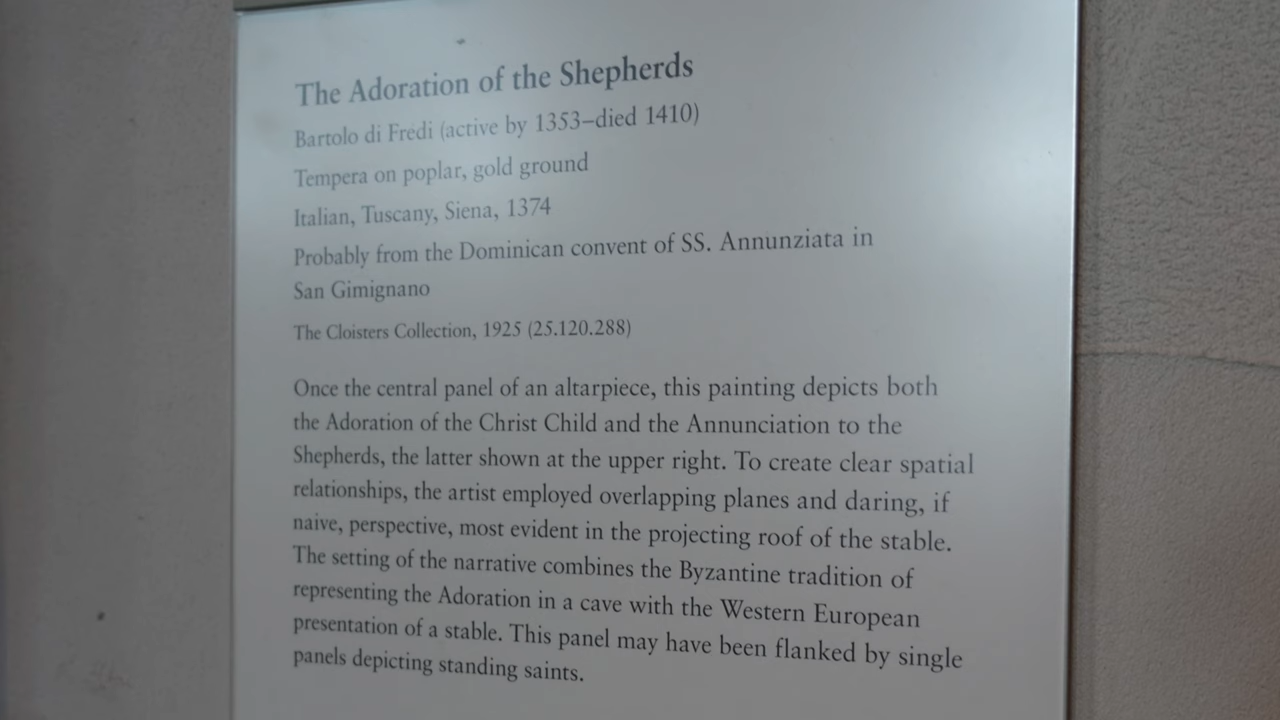 The Adoration of the Shepherds
Bartolo di Fredi (active by 1353–died 1410)
Tempera on poplar, gold ground
Italian, Tuscany, Siena, 1374
Probably from the Dominican convent of SS. Annunziata in
San Gimignano
The Cloisters Collection, 1925 (25.120.288)
Once the central panel of an altarpiece, this painting depicts both
the Adoration of the Christ Child and the Annunciation to the
Shepherds, the latter shown at the upper right. To create clear spatial
relationships, the artist employed overlapping planes and daring, if
naive, perspective, most evident in the projecting roof of the stable.
The setting of the narrative combines the Byzantine tradition of
representing the Adoration in a cave with the Western European
presentation of a stable. This panel may have been flanked by single
panels depicting standing saints.